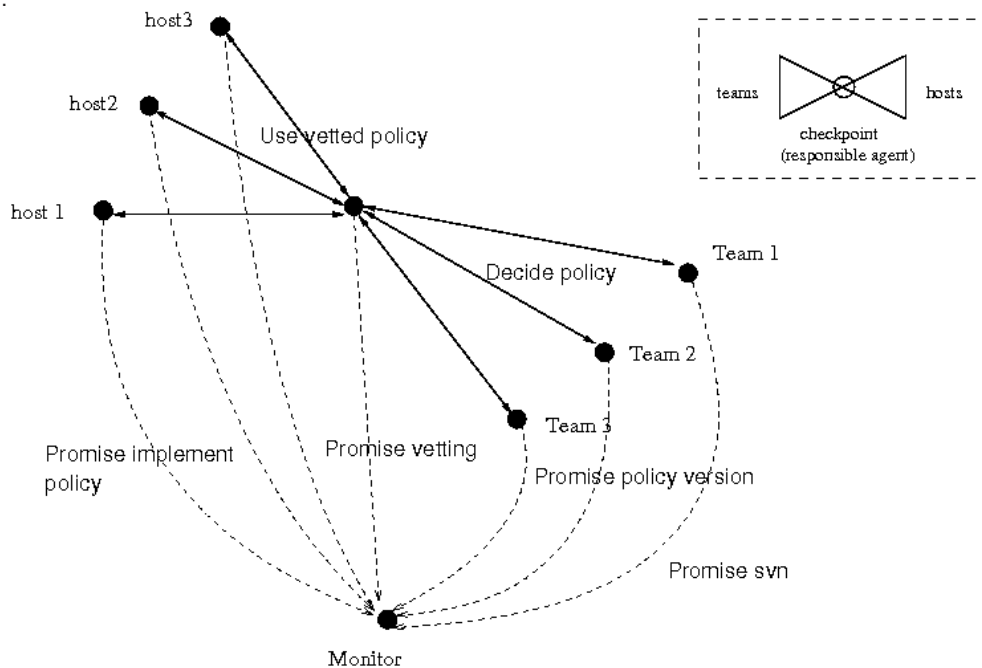 host3
teams
hosts
host2
checkpoint
(responsible agent)
Use vetted policy
host 1
Team 1
Decide policy
Team 2
Team 3
Promise vetting
Promise implement
policy
Promise policy version
Promise svn
Monitor